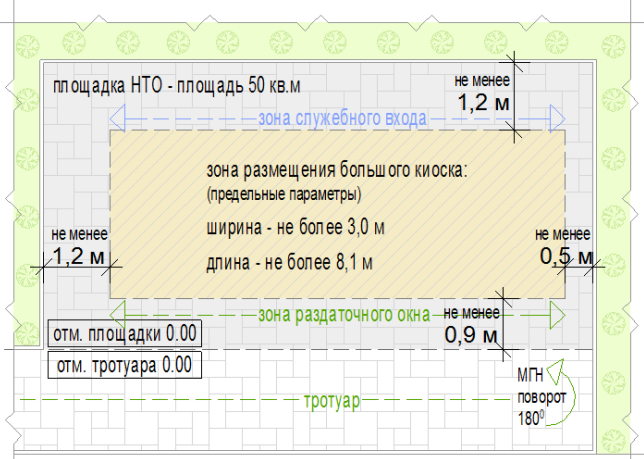 площадка НТО - площадь 50 кв.м
не менее
1,2 м
зона служебного входа
зона размещения большого киоска:
(предельные параметры)
ширина - не более 3,0 м
длина - не более 8,1 м
не менее
1,2 м
не менее
0,5 м
зона раздаточного окна
не менее
0,9 м
отм. площадки 0.00
отм. тротуара 0.00
тротуар
МГН
поворот
180⁰